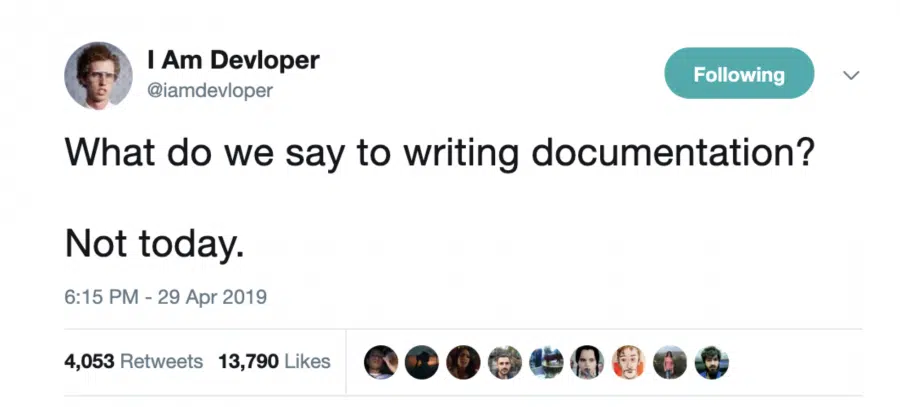 I Am Devloper
@iamdevloper
Following
What do we say to writing documentation?
Not today.
6:15 PM - 29 Apr 2019
4,053 Retweets 13,790 Likes